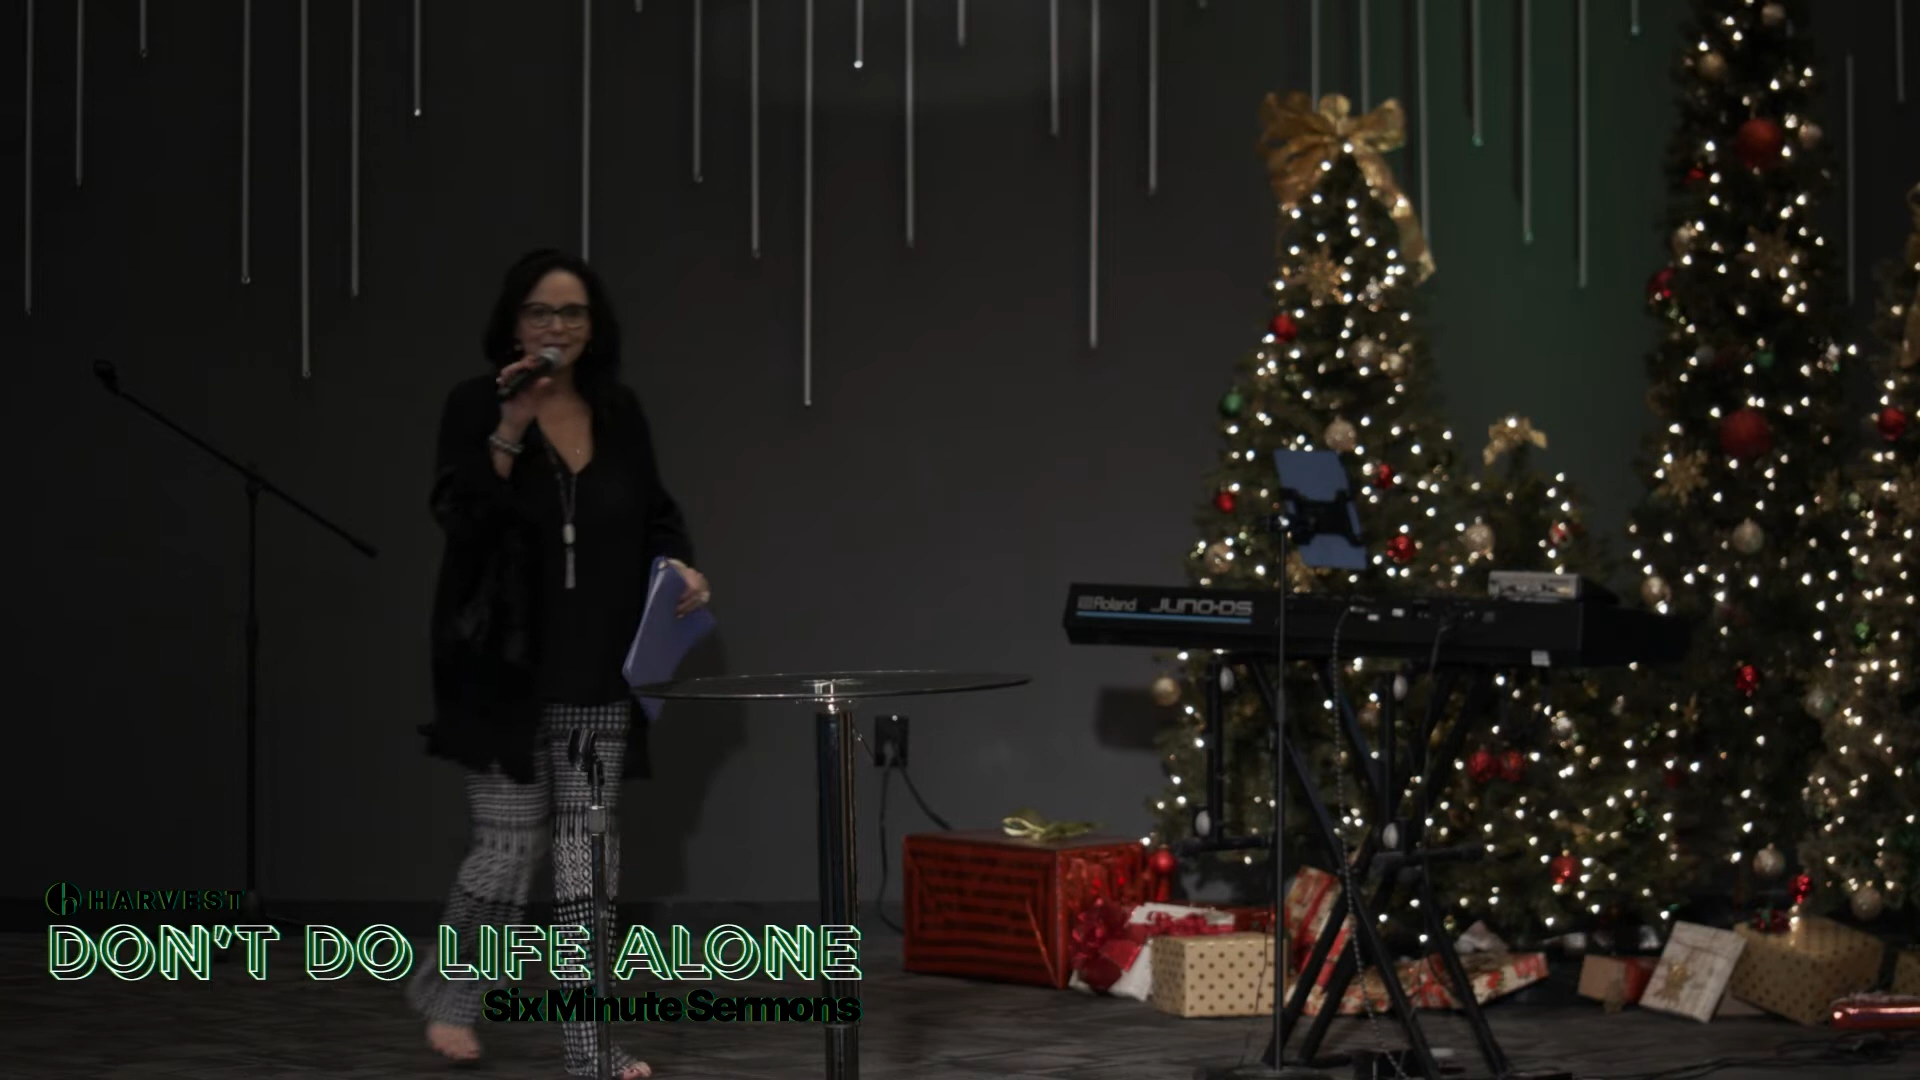 Roland JUNO-DS
HARVEST
DON'T DO LIFE ALONE
Six Minute Sermons